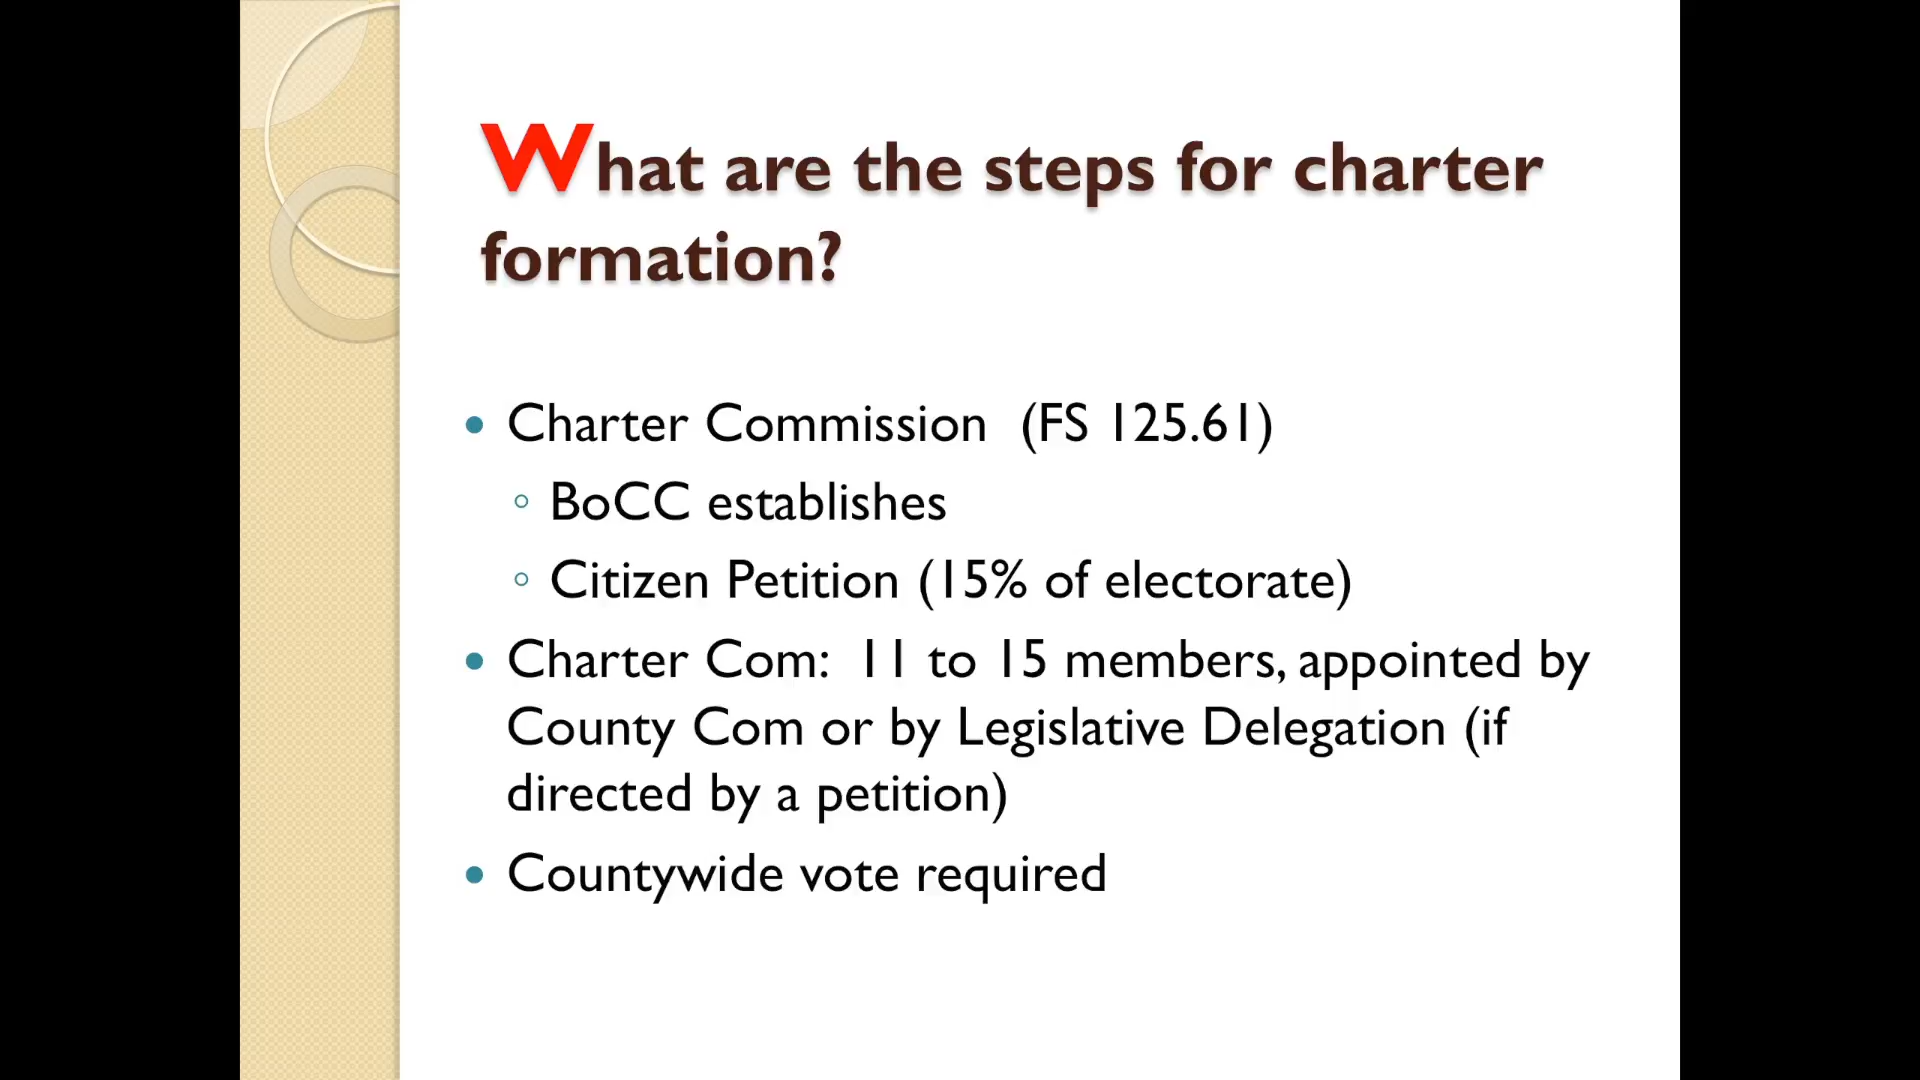 What are the steps for charter
formation?
• Charter Commission (FS 125.61)
◦ BoCC establishes
◦ Citizen Petition (15% of electorate)
• Charter Com: 11 to 15 members, appointed by
County Com or by Legislative Delegation (if
directed by a petition)
• Countywide vote required